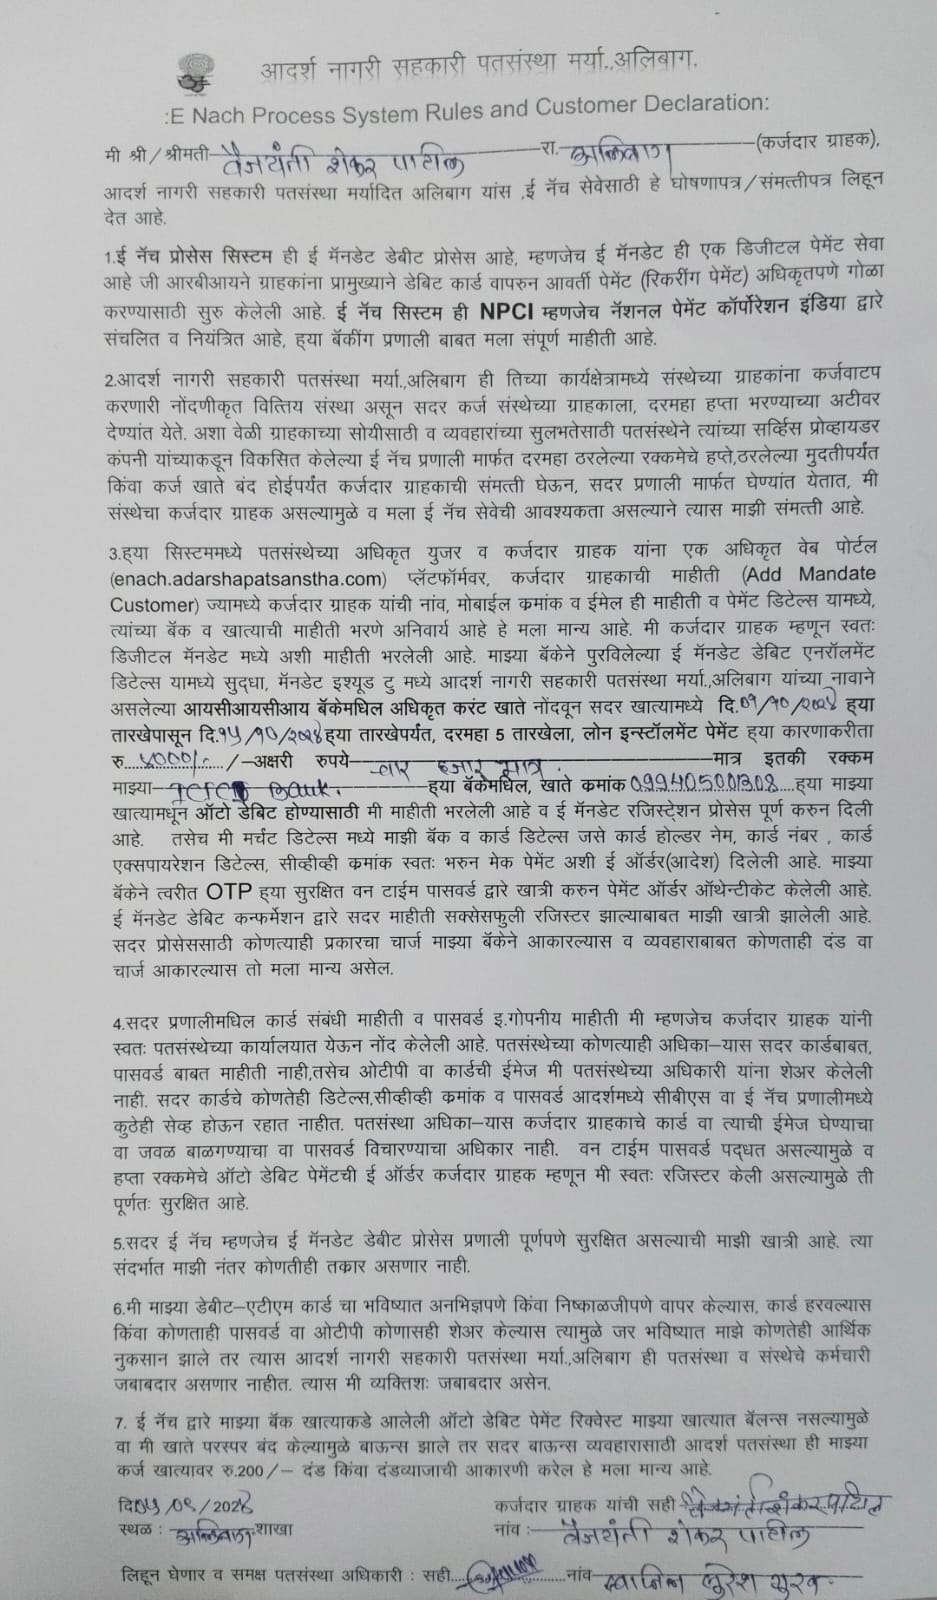 आदर्श नागरी सहकारी पतसंस्था मर्या.,अलिबाग.
:E Nach Process System Rules and Customer Declaration:
मी श्री/श्रीमती वैजयंती शेकर पाटील रा. अलिबाग (कर्जदार ग्राहक),
आदर्श नागरी सहकारी पतसंस्था मर्यादित अलिबाग यांस ,ई नॅच सेवेसाठी हे घोषणापत्र/संमत्तीपत्र लिहून
देत आहे.
1.ई नॅच प्रोसेस सिस्टम ही ई मॅनडेट डेबीट प्रोसेस आहे, म्हणजेच ई मॅनडेट ही एक डिजीटल पेमेंट सेवा
आहे जी आरबीआयने ग्राहकांना प्रामुख्याने डेबिट कार्ड वापरुन आवर्ती पेमेंट (रिकरींग पेमेंट) अधिकृतपणे गोळा
करण्यासाठी सुरु केलेली आहे. ई नॅच सिस्टम ही NPCI म्हणजेच नॅशनल पेमेंट कॉर्पोरेशन इंडिया द्वारे
संचलित व नियंत्रित आहे, ह्या बॅकींग प्रणाली बाबत मला संपूर्ण माहीती आहे.
2.आदर्श नागरी सहकारी पतसंस्था मर्या.,अलिबाग ही तिच्या कार्यक्षेत्रामध्ये संस्थेच्या ग्राहकांना कर्जवाटप
करणारी नोंदणीकृत वित्तिय संस्था असून सदर कर्ज संस्थेच्या ग्राहकाला, दरमहा हप्ता भरण्याच्या अटीवर
देण्यांत येते. अशा वेळी ग्राहकाच्या सोयीसाठी व व्यवहारांच्या सुलभतेसाठी पतसंस्थेने त्यांच्या सर्व्हिस प्रोव्हायडर
कंपनी यांच्याकडून विकसित केलेल्या ई नॅच प्रणाली मार्फत दरमहा ठरलेल्या रक्कमेचे हप्ते,ठरलेल्या मुदतीपर्यंत
किंवा कर्ज खाते बंद होईपर्यंत कर्जदार ग्राहकाची संमत्ती घेऊन, सदर प्रणाली मार्फत घेण्यांत येतात, मी
संस्थेचा कर्जदार ग्राहक असल्यामुळे व मला ई नॅच सेवेची आवश्यकता असल्याने त्यास माझी संमत्ती आहे.
3.ह्या सिस्टममध्ये पतसंस्थेच्या अधिकृत युजर व कर्जदार ग्राहक यांना एक अधिकृत वेब पोर्टल
(enach.adarshapatsanstha.com) प्लॅटफॉर्मवर, कर्जदार ग्राहकाची माहीती (Add Mandate
Customer) ज्यामध्ये कर्जदार ग्राहक यांची नांव, मोबाईल क्रमांक व ईमेल ही माहीती व पेमेंट डिटेल्स यामध्ये,
त्यांच्या बॅक व खात्याची माहीती भरणे अनिवार्य आहे हे मला मान्य आहे. मी कर्जदार ग्राहक म्हणून स्वतः
डिजीटल मॅनडेट मध्ये अशी माहीती भरलेली आहे. माझ्या बॅकेने पुरविलेल्या ई मॅनडेट डेबिट एनरॉलमेंट
डिटेल्स यामध्ये सुद्धा, मॅनडेट इश्यूड टु मध्ये आदर्श नागरी सहकारी पतसंस्था मर्या.,अलिबाग यांच्या नावाने
असलेल्या आयसीआयसीआय बॅकेमधिल अधिकृत करंट खाते नोंदवून सदर खात्यामध्ये दि.०१/१०/२०२४ ह्या
तारखेपासून दि.१५/१०/२०२४ ह्या तारखेपर्यंत, दरमहा 5 तारखेला, लोन इन्स्टॉलमेंट पेमेंट ह्या कारणाकरीता
रु. ४०००/- /-अक्षरी रुपये चार हजार मात्र. मात्र इतकी रक्कम
माझ्या ICICI Bank. ह्या बॅकेमधिल, खाते क्रमांक 099405001308 ह्या माझ्या
खात्यामधून ऑटो डेबिट होण्यासाठी मी माहीती भरलेली आहे व ई मॅनडेट रजिस्ट्रेशन प्रोसेस पूर्ण करुन दिली
आहे. तसेच मी मर्चंट डिटेल्स मध्ये माझी बॅक व कार्ड डिटेल्स जसे कार्ड होल्डर नेम, कार्ड नंबर , कार्ड
एक्सपायरेशन डिटेल्स, सीव्हीव्ही क्रमांक स्वतः भरुन मेक पेमेंट अशी ई ऑर्डर(आदेश) दिलेली आहे. माझ्या
बॅकेने त्वरीत OTP ह्या सुरक्षित वन टाईम पासवर्ड द्वारे खात्री करुन पेमेंट ऑर्डर ऑथेन्टीकेट केलेली आहे.
ई मॅनडेट डेबिट कन्फर्मेशन द्वारे सदर माहीती सक्सेसफुली रजिस्टर झाल्याबाबत माझी खात्री झालेली आहे.
सदर प्रोसेससाठी कोणत्याही प्रकारचा चार्ज माझ्या बॅकेने आकारल्यास व व्यवहाराबाबत कोणताही दंड वा
चार्ज आकारल्यास तो मला मान्य असेल.
4.सदर प्रणालीमधिल कार्ड संबंधी माहीती व पासवर्ड इ.गोपनीय माहीती मी म्हणजेच कर्जदार ग्राहक यांनी
स्वतः पतसंस्थेच्या कार्यालयात येऊन नोंद केलेली आहे. पतसंस्थेच्या कोणत्याही अधिका-यास सदर कार्डबाबत,
पासवर्ड बाबत माहीती नाही,तसेच ओटीपी वा कार्डची ईमेज मी पतसंस्थेच्या अधिकारी यांना शेअर केलेली
नाही. सदर कार्डचे कोणतेही डिटेल्स,सीव्हीव्ही क्रमांक व पासवर्ड आदर्शमध्ये सीबीएस वा ई नॅच प्रणालीमध्ये
कुठेही सेव्ह होऊन रहात नाहीत. पतसंस्था अधिका-यास कर्जदार ग्राहकाचे कार्ड वा त्याची ईमेज घेण्याचा
वा जवळ बाळगण्याचा वा पासवर्ड विचारण्याचा अधिकार नाही. वन टाईम पासवर्ड पद्धत असल्यामुळे व
हप्ता रक्कमेचे ऑटो डेबिट पेमेंटची ई ऑर्डर कर्जदार ग्राहक म्हणून मी स्वतः रजिस्टर केली असल्यामुळे ती
पूर्णतः सुरक्षित आहे.
5.सदर ई नॅच म्हणजेच ई मॅनडेट डेबीट प्रोसेस प्रणाली पूर्णपणे सुरक्षित असल्याची माझी खात्री आहे. त्या
संदर्भात माझी नंतर कोणतीही तकार असणार नाही.
6.मी माझ्या डेबीट-एटीएम कार्ड चा भविष्यात अनभिज्ञपणे किंवा निष्काळजीपणे वापर केल्यास, कार्ड हरवल्यास
किंवा कोणताही पासवर्ड वा ओटीपी कोणासही शेअर केल्यास त्यामुळे जर भविष्यात माझे कोणतेही आर्थिक
नुकसान झाले तर त्यास आदर्श नागरी सहकारी पतसंस्था मर्या.,अलिबाग ही पतसंस्था व संस्थेचे कर्मचारी
जबाबदार असणार नाहीत. त्यास मी व्यक्तिशः जबाबदार असेन.
7. ई नॅच द्वारे माझ्या बॅक खात्याकडे आलेली ऑटो डेबिट पेमेंट रिक्वेस्ट माझ्या खात्यात बॅलन्स नसल्यामुळे
वा मी खाते परस्पर बंद केल्यामुळे बाऊन्स झाले तर सदर बाऊन्स व्यवहारासाठी आदर्श पतसंस्था ही माझ्या
कर्ज खात्यावर रु.200/- दंड किंवा दंडव्याजाची आकारणी करेल हे मला मान्य आहे.
दि ०५/०९/2024 कर्जदार ग्राहक यांची सही
स्थळ : अलिबाग शाखा नांव :- वैजयंती शेकर पाटील
लिहून घेणार व समक्ष पतसंस्था अधिकारी : सही नांव